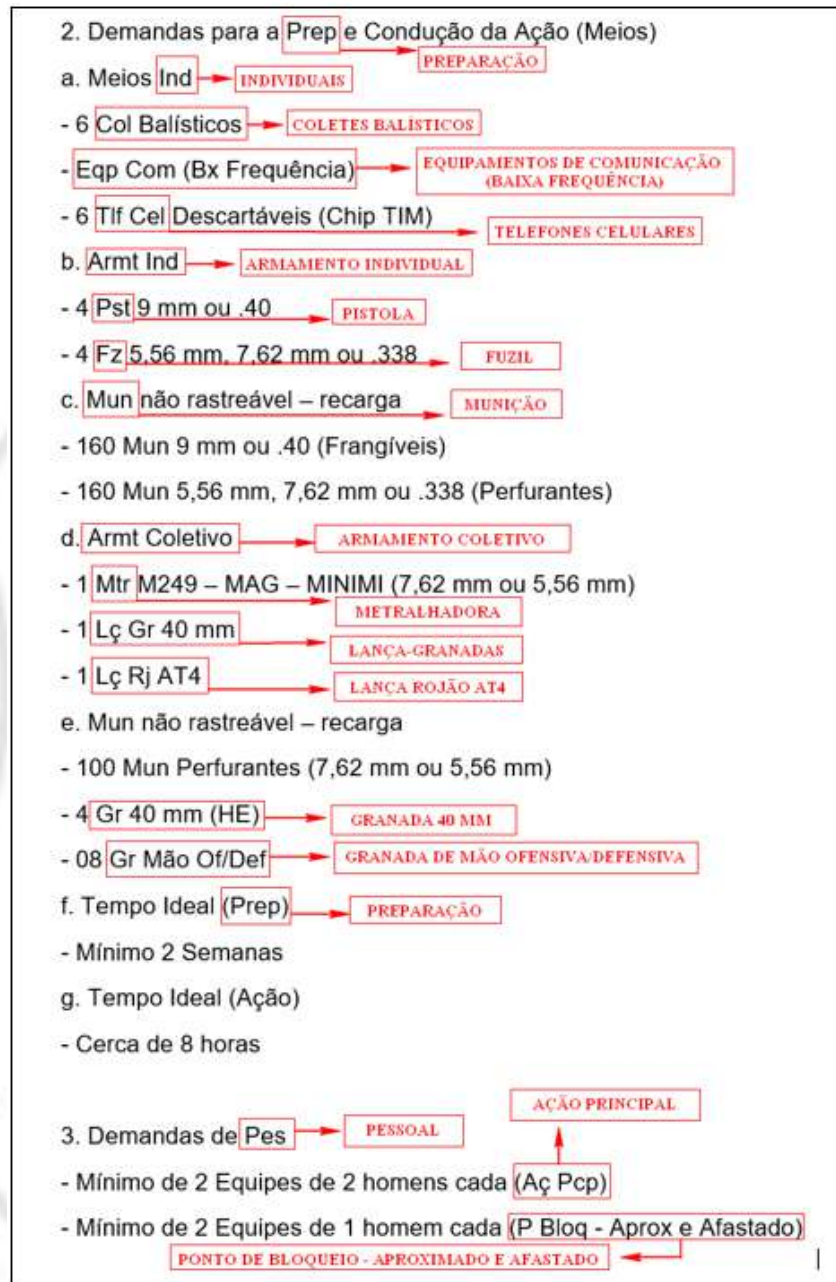 2. Demandas para a Prep e Condução da Ação (Meios)
PREPARAÇÃO
a. Meios Ind
INDIVIDUAIS
- 6 Col Balísticos
COLETES BALÍSTICOS
- Eqp Com (Bx Frequência)
EQUIPAMENTOS DE COMUNICAÇÃO
(BAIXA FREQUÊNCIA)
- 6 Tlf Cel Descartáveis (Chip TIM)
TELEFONES CELULARES
b. Armt Ind
ARMAMENTO INDIVIDUAL
- 4 Pst 9 mm ou .40
PISTOLA
- 4 Fz 5,56 mm, 7,62 mm ou .338
FUZIL
c. Mun não rastreável – recarga
MUNIÇÃO
- 160 Mun 9 mm ou .40 (Frangíveis)
- 160 Mun 5,56 mm, 7,62 mm ou .338 (Perfurantes)
d. Armt Coletivo
ARMAMENTO COLETIVO
- 1 Mtr M249 – MAG – MINIMI (7,62 mm ou 5,56 mm)
METRALHADORA
- 1 Lç Gr 40 mm
LANÇA-GRANADAS
- 1 Lç Rj AT4
LANÇA ROJÃO AT4
e. Mun não rastreável – recarga
- 100 Mun Perfurantes (7,62 mm ou 5,56 mm)
- 4 Gr 40 mm (HE)
GRANADA 40 MM
- 08 Gr Mão Of/Def
GRANADA DE MÃO OFENSIVA/DEFENSIVA
f. Tempo Ideal (Prep)
PREPARAÇÃO
- Mínimo 2 Semanas
g. Tempo Ideal (Ação)
- Cerca de 8 horas
AÇÃO PRINCIPAL
3. Demandas de Pes
PESSOAL
- Mínimo de 2 Equipes de 2 homens cada (Aç Pcp)
- Mínimo de 2 Equipes de 1 homem cada (P Bloq - Aprox e Afastado)
PONTO DE BLOQUEIO - APROXIMADO E AFASTADO